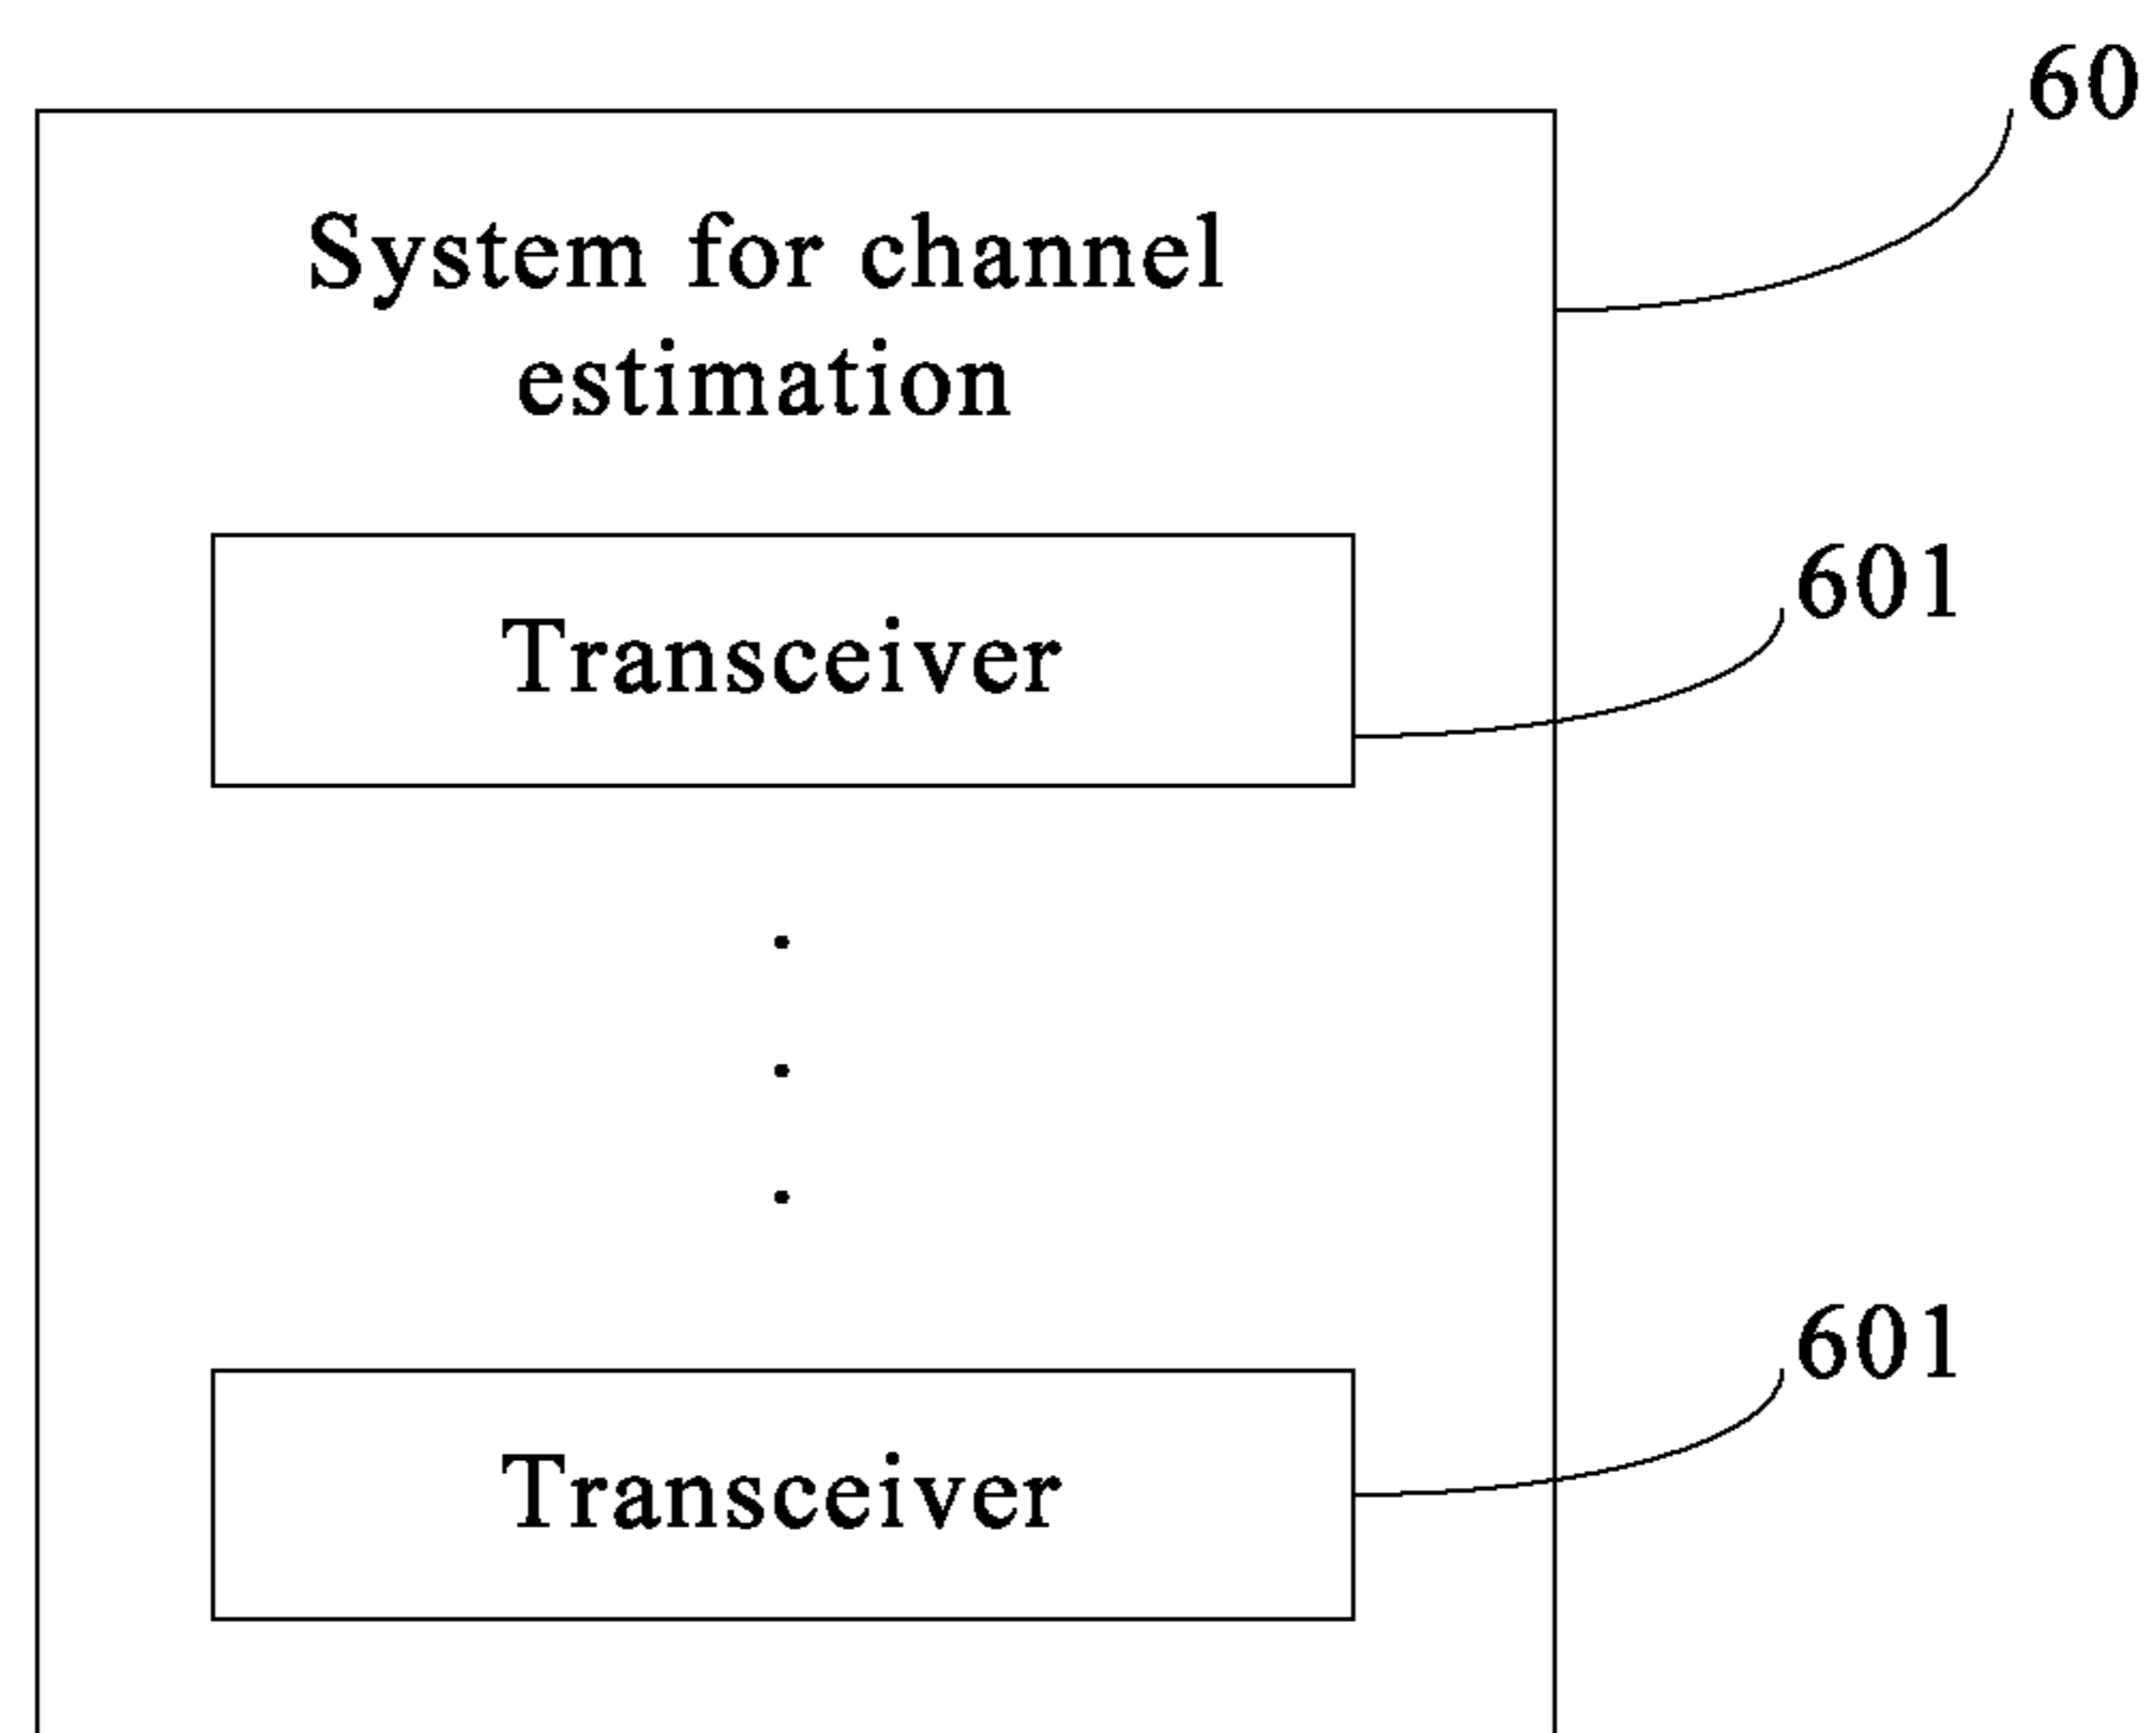 60
System for channel
estimation
601
Transceiver
601
Transceiver